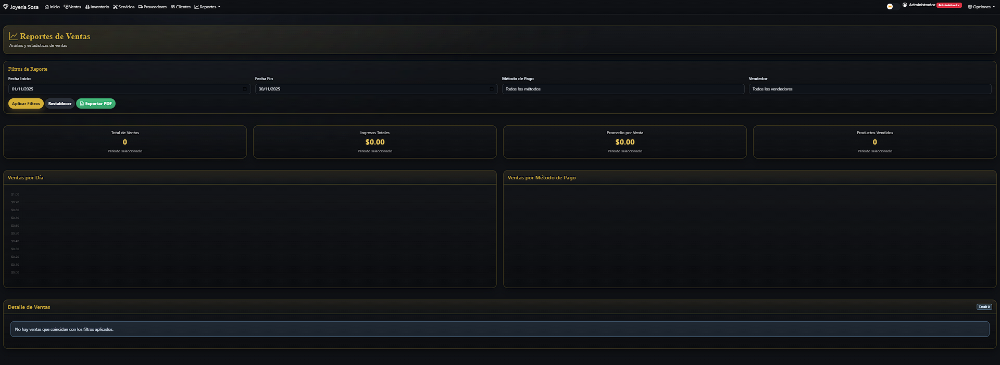 Joyería Sosa Inicio Ventas Inventario Servicios Proveedores Clientes Reportes Administrador Administrador Opciones
Reportes de Ventas
Análisis y estadísticas de ventas
Filtros de Reporte
Fecha Inicio Fecha Fin Método de Pago Vendedor
01/11/2025 30/11/2025 Todos los métodos Todos los vendedores
Aplicar Filtros Restablecer Exportar PDF
Total de Ventas Ingresos Totales Promedio por Venta Productos Vendidos
0 $0.00 $0.00 0
Período seleccionado Período seleccionado Período seleccionado Período seleccionado
Ventas por Día Ventas por Método de Pago
$1.00
$0.90
$0.80
$0.70
$0.60
$0.50
$0.40
$0.30
$0.20
$0.10
$0.00
Detalle de Ventas Total: 0
No hay ventas que coincidan con los filtros aplicados.